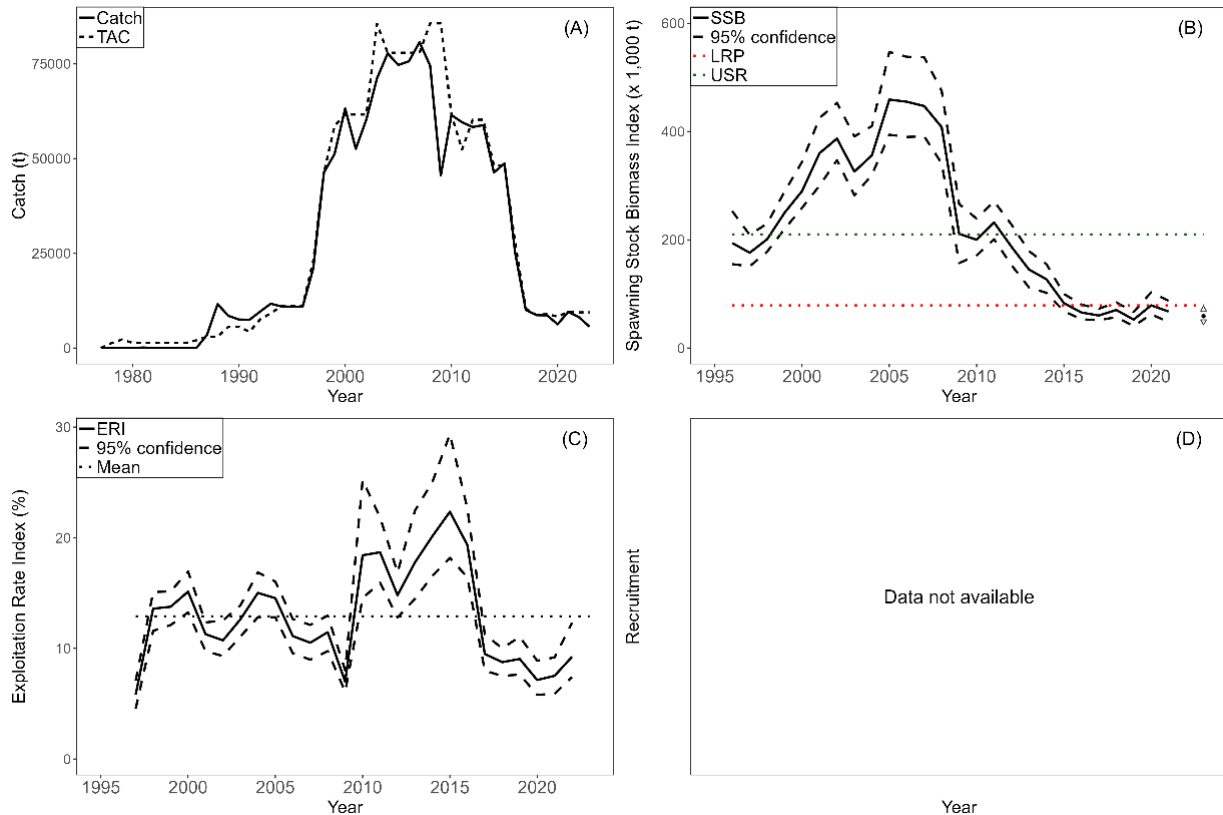 Catch
TAC
(A)
75000
50000
25000
0
Catch (t)
1980
1990
2000
2010
2020
Year
SSB
95% confidence
LRP
USR
(B)
600
400
200
0
Spawning Stock Biomass Index (x 1,000 t)
1995
2000
2005
2010
2015
2020
Year
ERI
95% confidence
Mean
(C)
30
20
10
0
Exploitation Rate Index (%)
1995
2000
2005
2010
2015
2020
Year
(D)
Recruitment
Data not available
Year